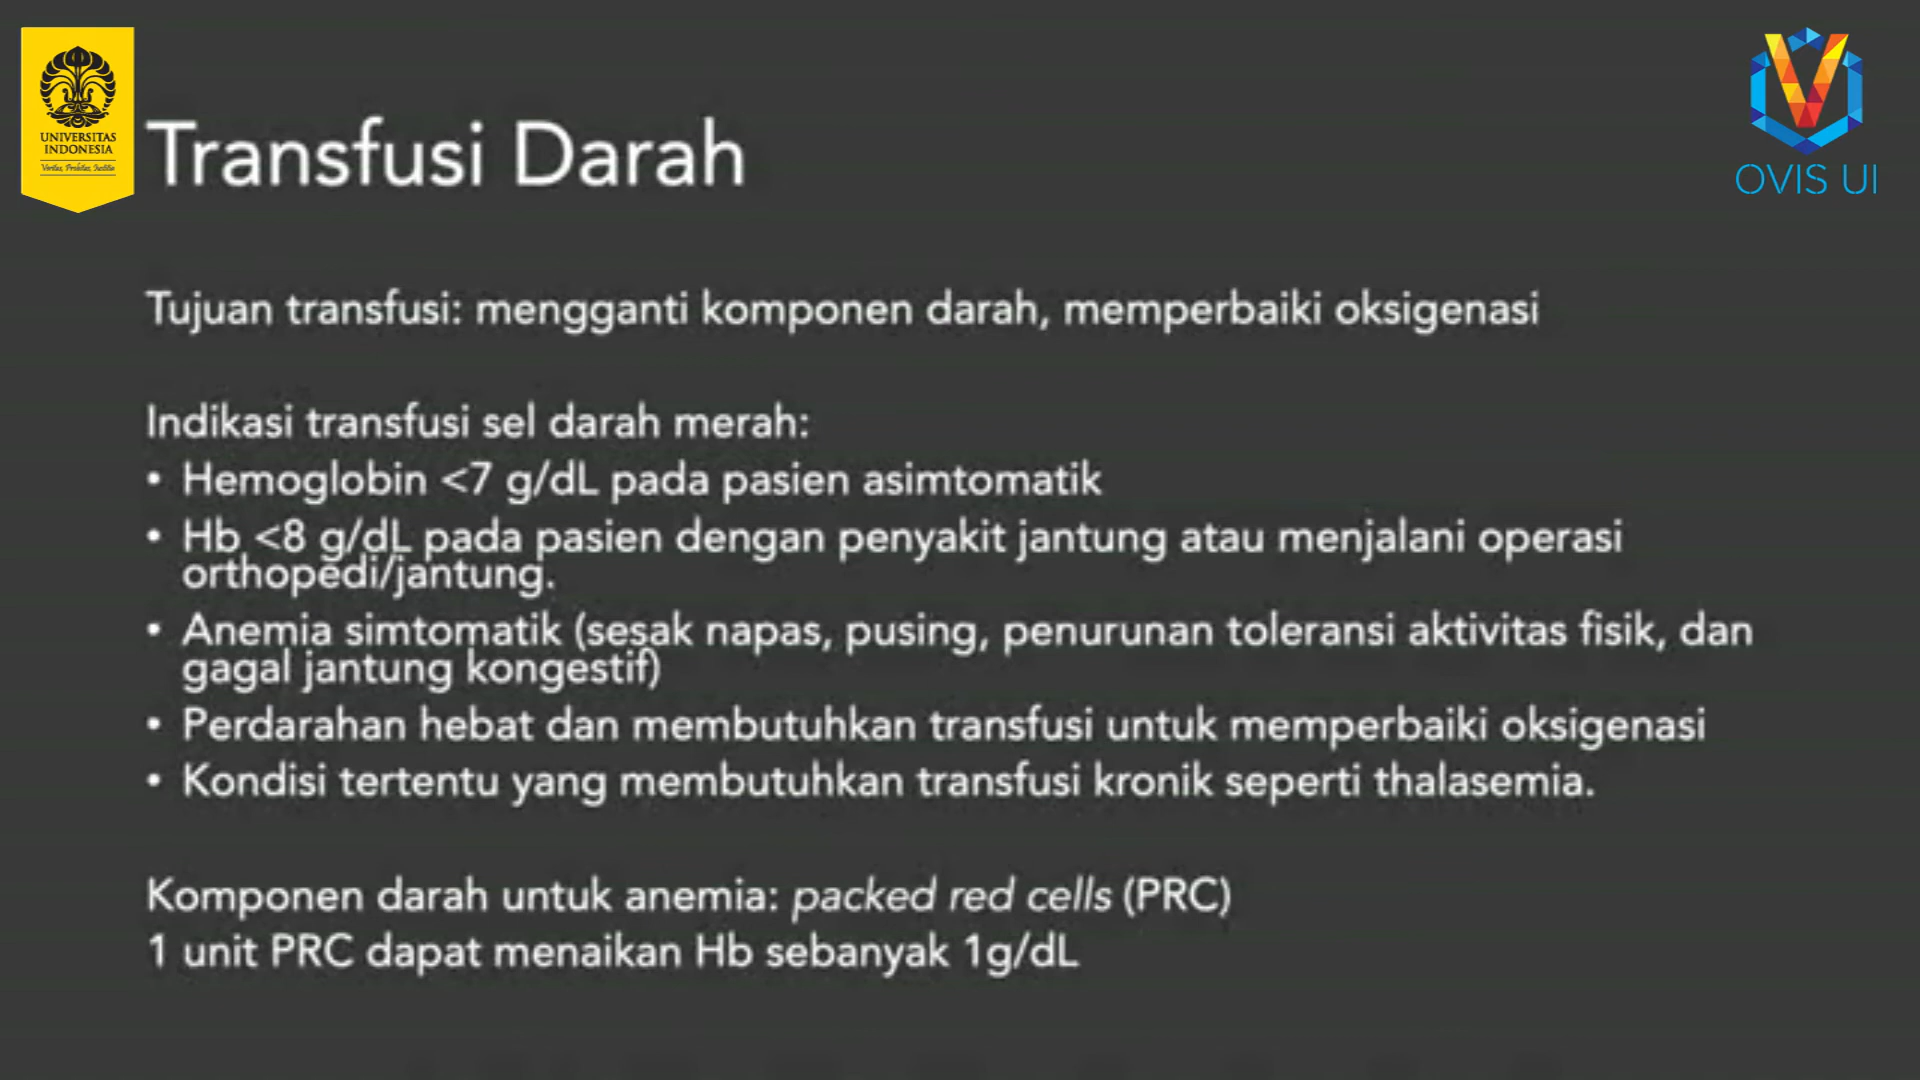 UNIVERSITAS
INDONESIA
Veritas, Probitas, Iustitia
OVIS UI
Transfusi Darah
Tujuan transfusi: mengganti komponen darah, memperbaiki oksigenasi
Indikasi transfusi sel darah merah:
• Hemoglobin <7 g/dL pada pasien asimtomatik
• Hb <8 g/dL pada pasien dengan penyakit jantung atau menjalani operasi
orthopedi/jantung.
• Anemia simtomatik (sesak napas, pusing, penurunan toleransi aktivitas fisik, dan
gagal jantung kongestif)
• Perdarahan hebat dan membutuhkan transfusi untuk memperbaiki oksigenasi
• Kondisi tertentu yang membutuhkan transfusi kronik seperti thalasemia.
Komponen darah untuk anemia: packed red cells (PRC)
1 unit PRC dapat menaikan Hb sebanyak 1g/dL